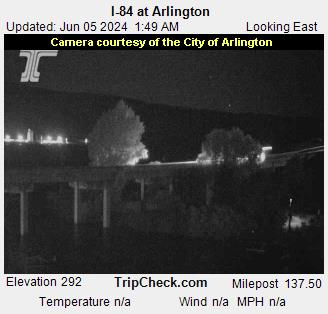 I-84 at Arlington
Updated: Jun 05 2024 1:49 AM Looking East
Camera courtesy of the City of Arlington
Elevation 292 TripCheck.com Milepost 137.50
Temperature n/a Wind n/a MPH n/a